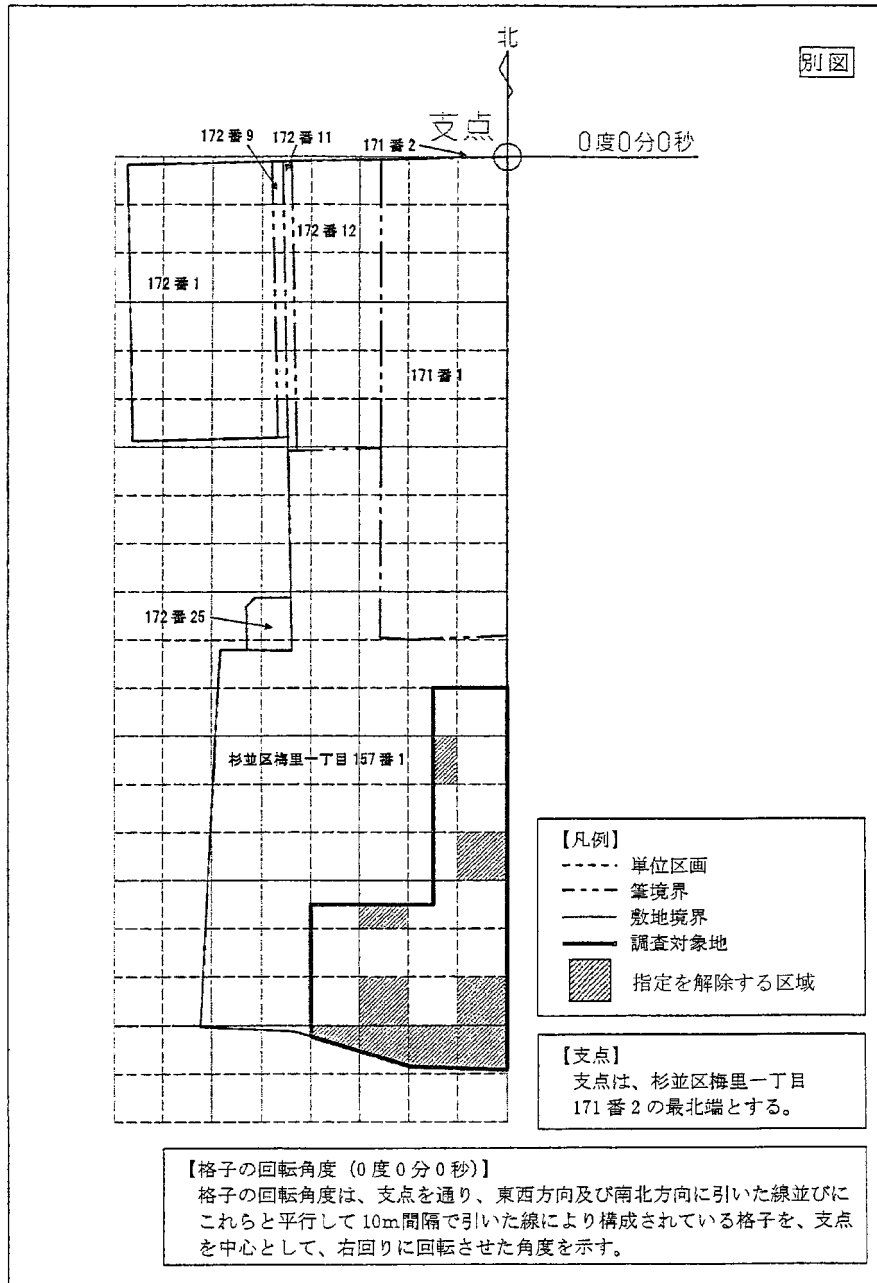 別図
北
支点
0度0分0秒
172番9
172番11
171番2
172番12
172番1
171番1
172番25
杉並区梅里一丁目157番1
【凡例】
単位区画
筆境界
敷地境界
調査対象地
指定を解除する区域
【支点】
支点は、杉並区梅里一丁目
171番2の最北端とする。
【格子の回転角度(0度0分0秒)】
格子の回転角度は、支点を通り、東西方向及び南北方向に引いた線並びに
これらと平行して10m間隔で引いた線により構成されている格子を、支点
を中心として、右回りに回転させた角度を示す。